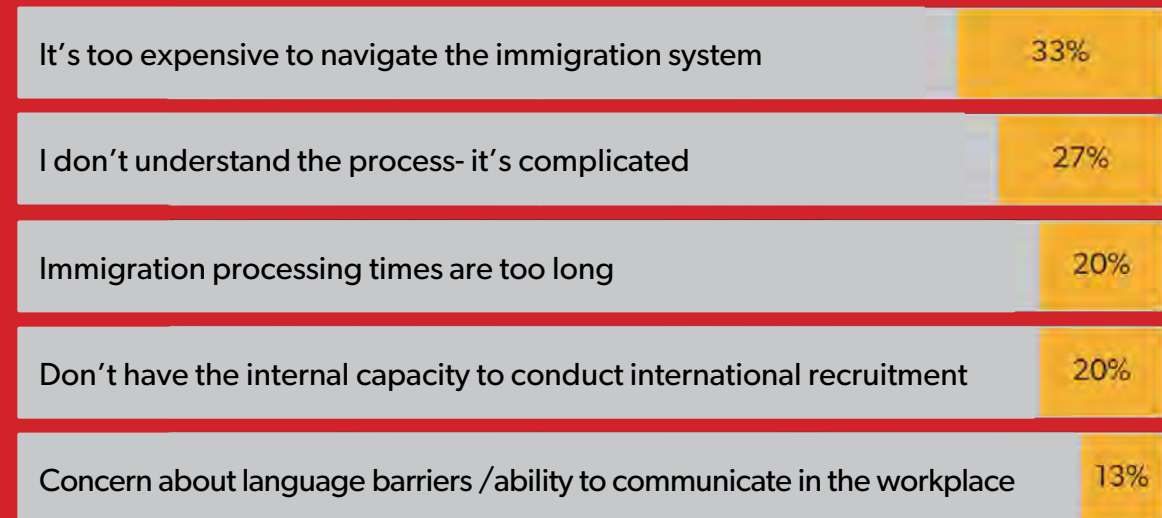 It’s too expensive to navigate the immigration system 33%
I don’t understand the process- it’s complicated 27%
Immigration processing times are too long 20%
Don’t have the internal capacity to conduct international recruitment 20%
Concern about language barriers /ability to communicate in the workplace 13%